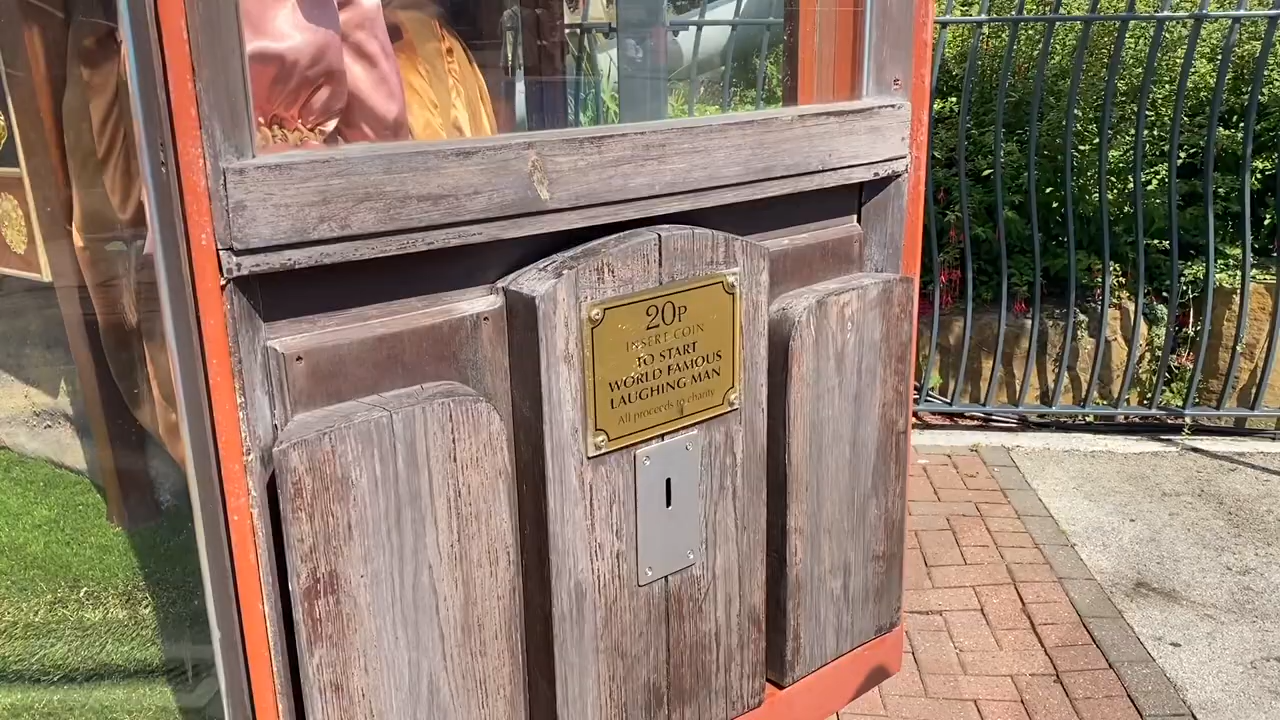 20P
INSERT COIN
TO START
WORLD FAMOUS
LAUGHING MAN
All proceeds to charity